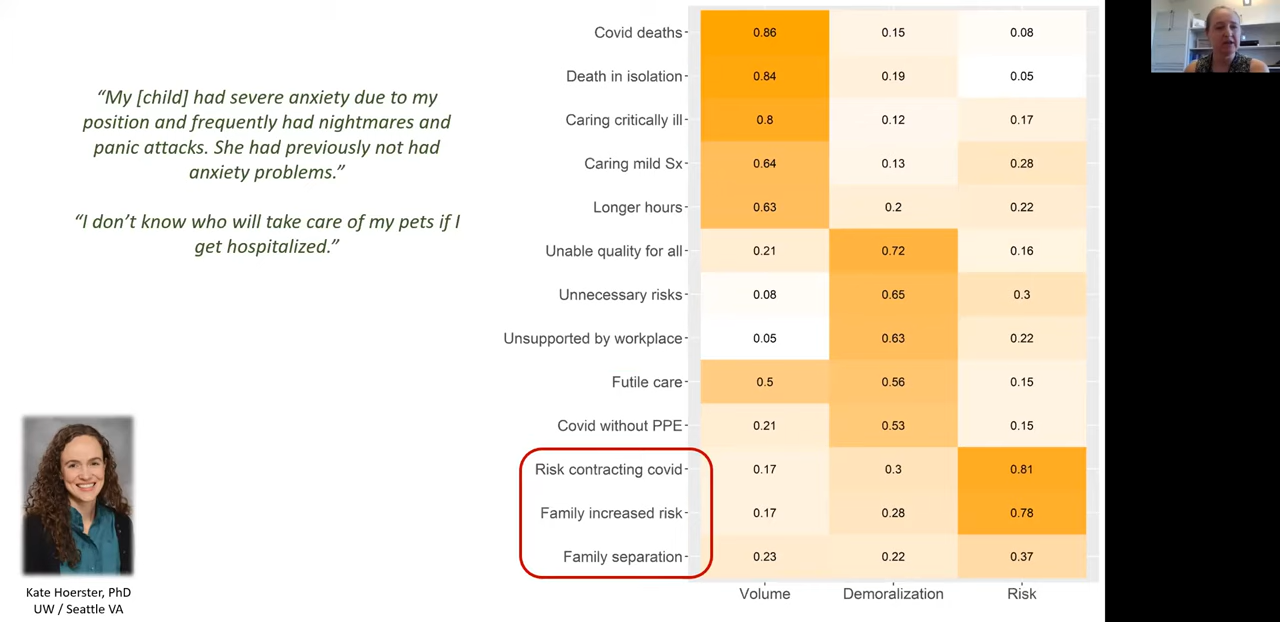 “My [child] had severe anxiety due to my
position and frequently had nightmares and
panic attacks. She had previously not had
anxiety problems.”
“I don’t know who will take care of my pets if I
get hospitalized.”
Kate Hoerster, PhD
UW / Seattle VA
Covid deaths 0.86 0.15 0.08
Death in isolation 0.84 0.19 0.05
Caring critically ill 0.8 0.12 0.17
Caring mild Sx 0.64 0.13 0.28
Longer hours 0.63 0.2 0.22
Unable quality for all 0.21 0.72 0.16
Unnecessary risks 0.08 0.65 0.3
Unsupported by workplace 0.05 0.63 0.22
Futile care 0.5 0.56 0.15
Covid without PPE 0.21 0.53 0.15
Risk contracting covid 0.17 0.3 0.81
Family increased risk 0.17 0.28 0.78
Family separation 0.23 0.22 0.37
Volume Demoralization Risk